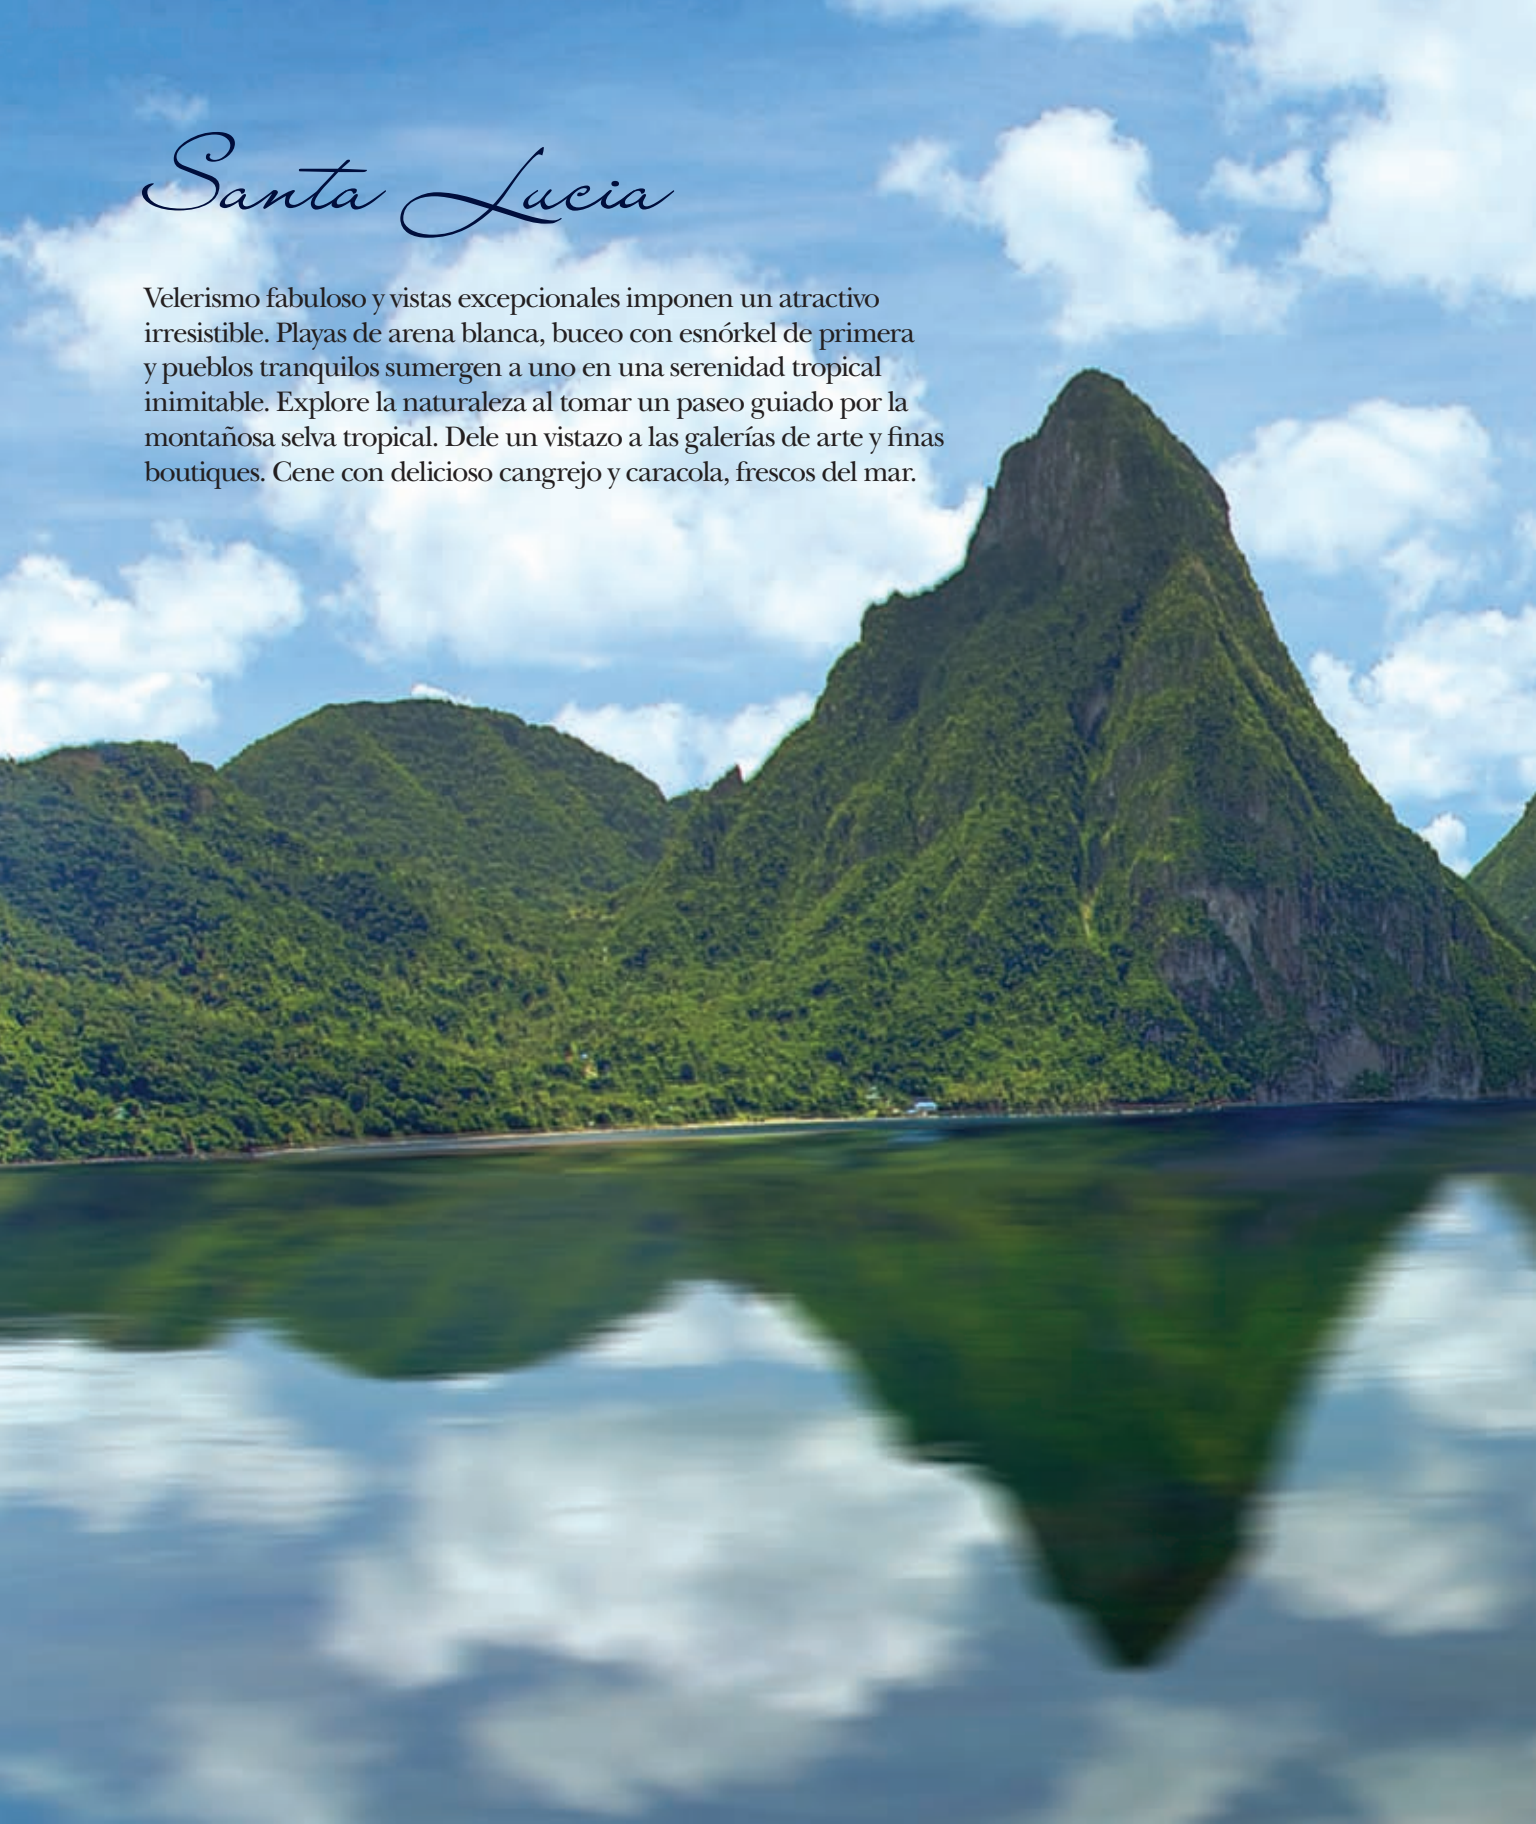 Santa Lucia
Velerismo fabuloso y vistas excepcionales imponen un atractivo
irresistible. Playas de arena blanca, buceo con esnórkel de primera
y pueblos tranquilos sumergen a uno en una serenidad tropical
inimitable. Explore la naturaleza al tomar un paseo guiado por la
montañosa selva tropical. Dele un vistazo a las galerías de arte y finas
boutiques. Cene con delicioso cangrejo y caracola, frescos del mar.